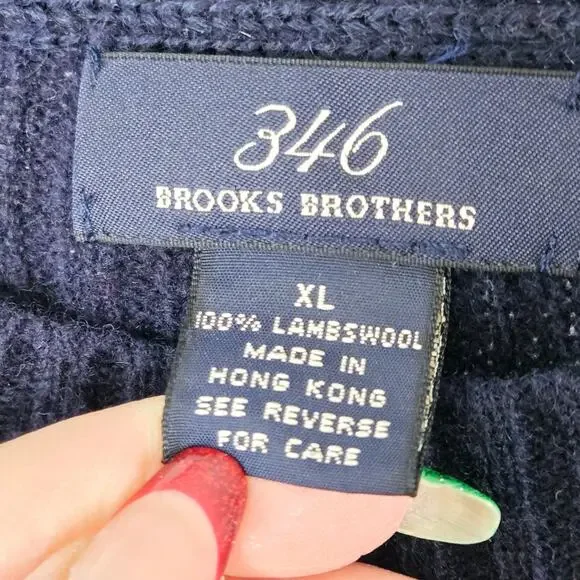 346
BROOKS BROTHERS
XL
100% LAMBSWOOL
MADE IN
HONG KONG
SEE REVERSE
FOR CARE